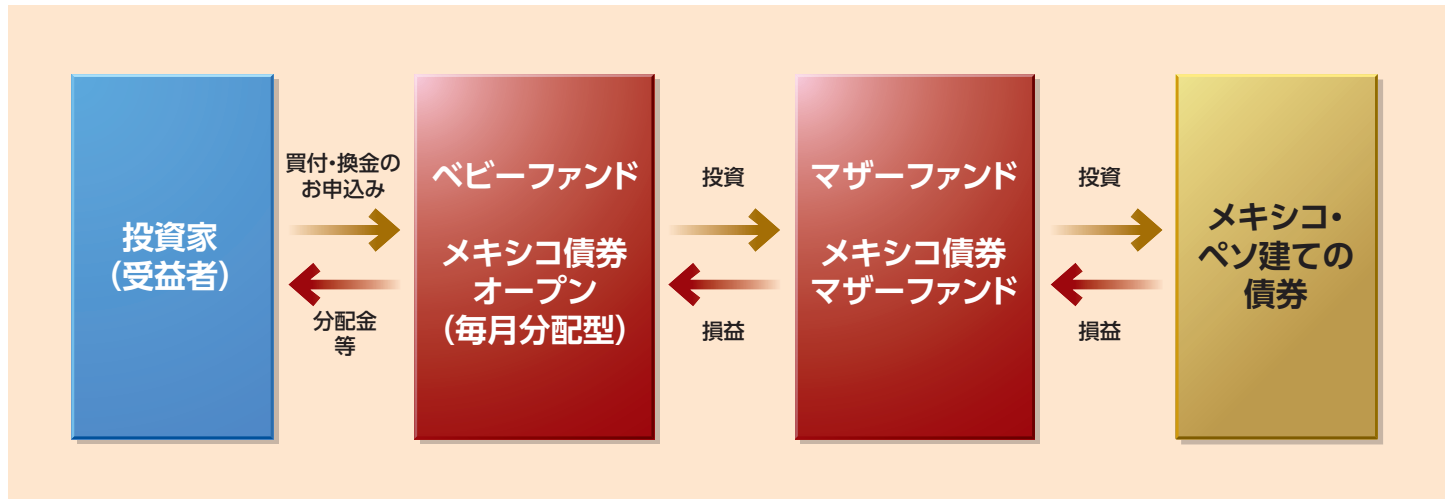 投資家
（受益者）
買付・換金の
お申込み
分配金
等
ベビーファンド
メキシコ債券
オープン
（毎月分配型）
投資
損益
マザーファンド
メキシコ債券
マザーファンド
投資
損益
メキシコ・
ペソ建ての
債券